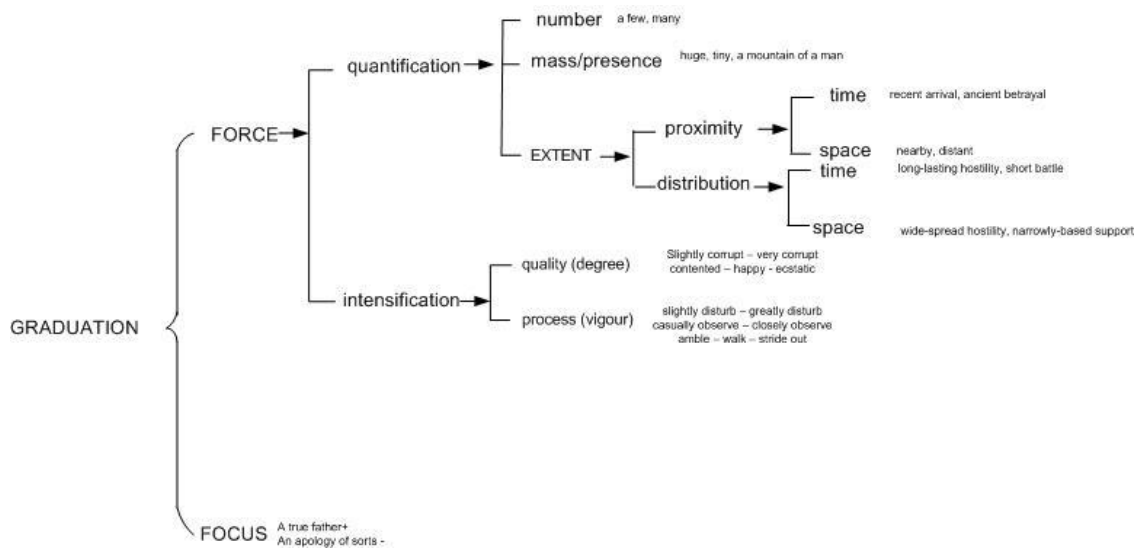 number a few, many
mass/presence huge, tiny, a mountain of a man
quantification
time recent arrival, ancient betrayal
proximity
FORCE
EXTENT
space nearby, distant
time long-lasting hostility, short battle
distribution
space wide-spread hostility, narrowly-based support
quality (degree) Slightly corrupt – very corrupt
contented – happy - ecstatic
intensification
process (vigour) slightly disturb – greatly disturb
casually observe – closely observe
amble – walk – stride out
GRADUATION
FOCUS A true father+
An apology of sorts -